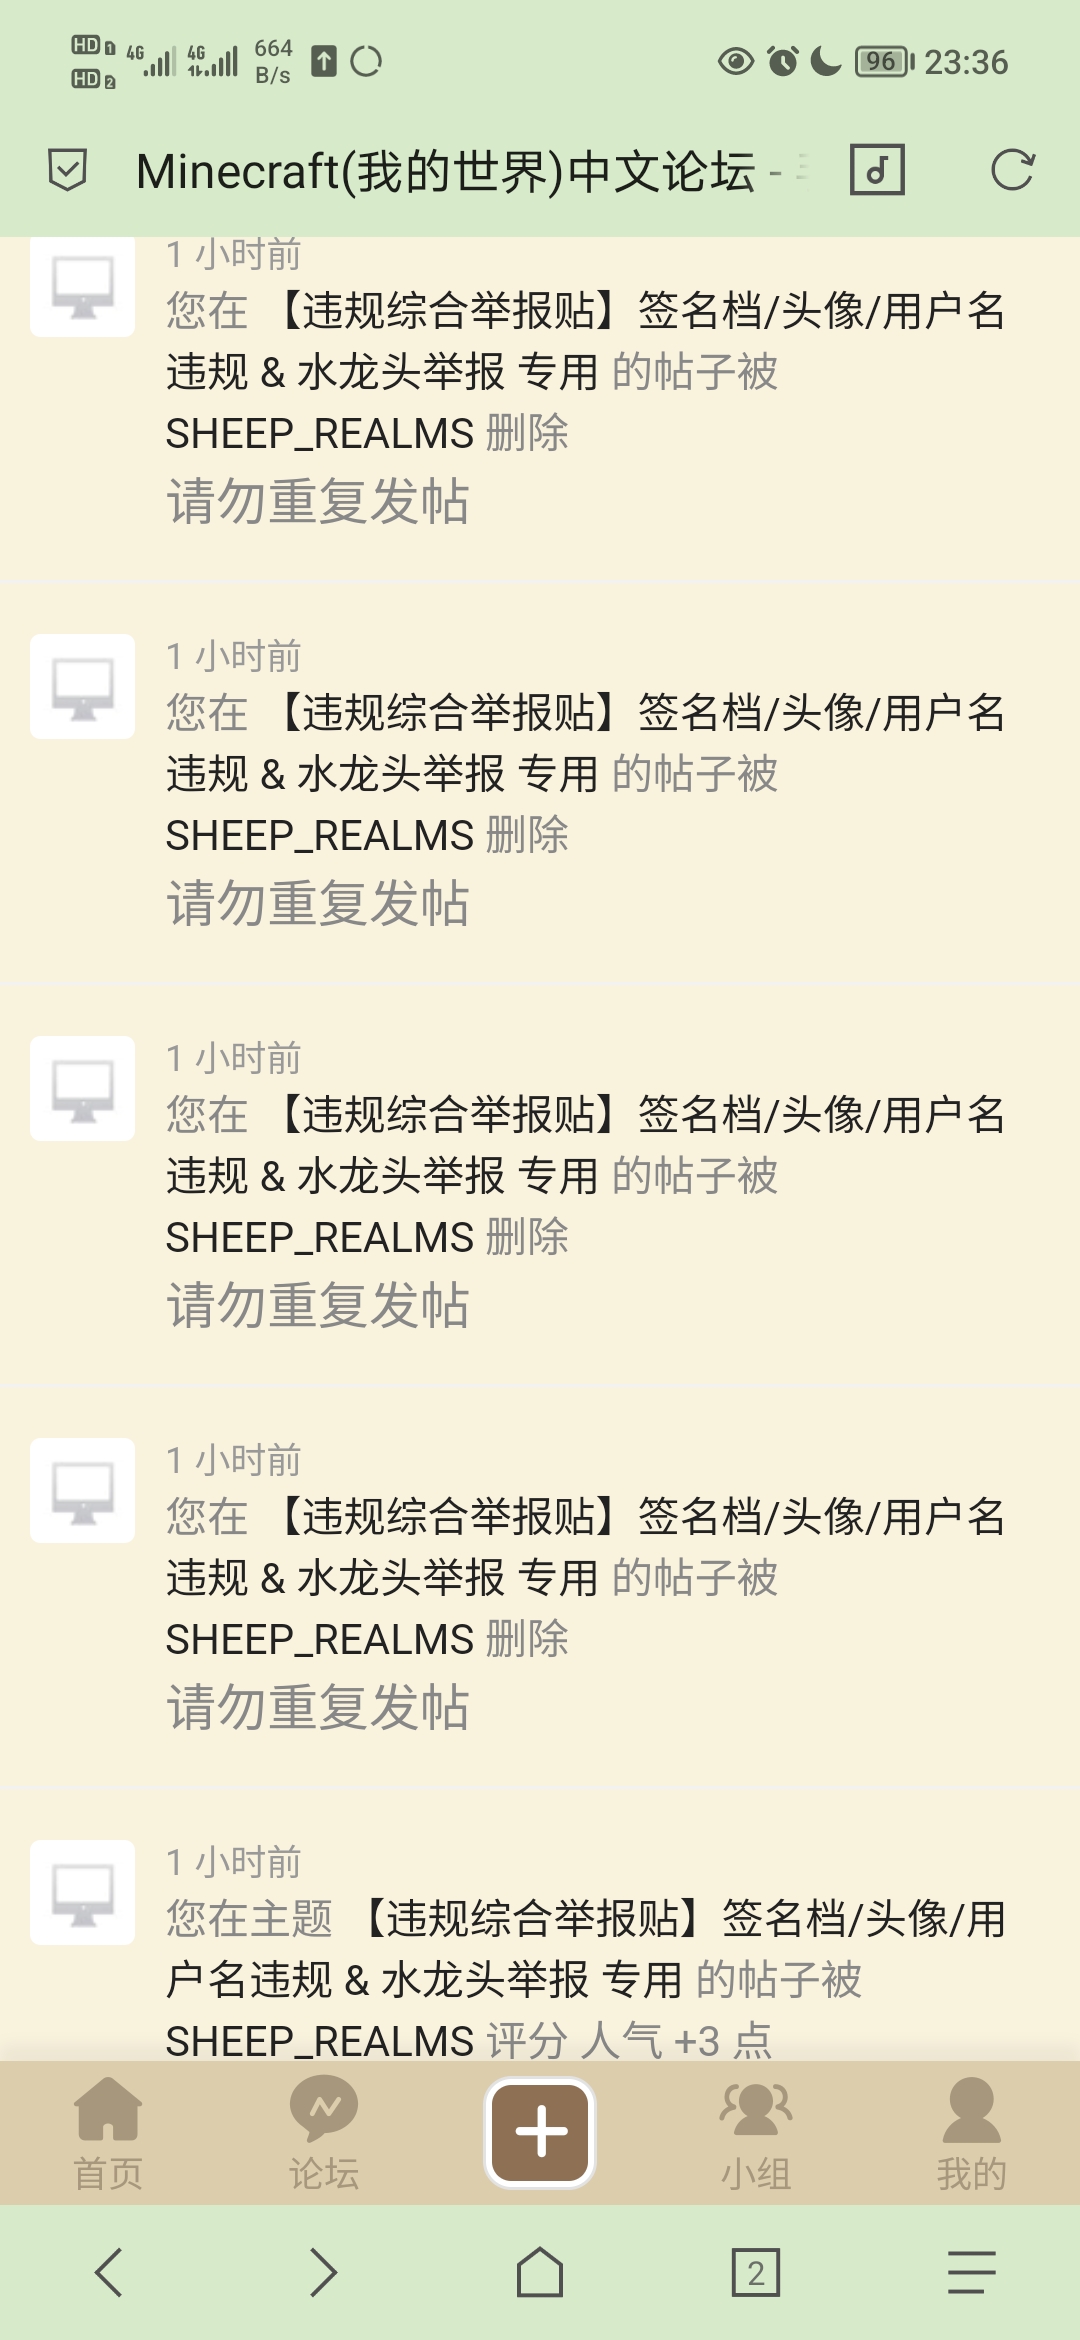 HD 1 4G 4G 664 96 23:36
HD 2 B/s
Minecraft(我的世界)中文论坛 -
1 小时前
您在 【违规综合举报贴】签名档/头像/用户名
违规 & 水龙头举报 专用 的帖子被
SHEEP_REALMS 删除
请勿重复发帖
1 小时前
您在 【违规综合举报贴】签名档/头像/用户名
违规 & 水龙头举报 专用 的帖子被
SHEEP_REALMS 删除
请勿重复发帖
1 小时前
您在 【违规综合举报贴】签名档/头像/用户名
违规 & 水龙头举报 专用 的帖子被
SHEEP_REALMS 删除
请勿重复发帖
1 小时前
您在 【违规综合举报贴】签名档/头像/用户名
违规 & 水龙头举报 专用 的帖子被
SHEEP_REALMS 删除
请勿重复发帖
1 小时前
您在主题 【违规综合举报贴】签名档/头像/用
户名违规 & 水龙头举报 专用 的帖子被
SHEEP_REALMS 评分 人气 +3 点
首页 论坛 小组 我的
2